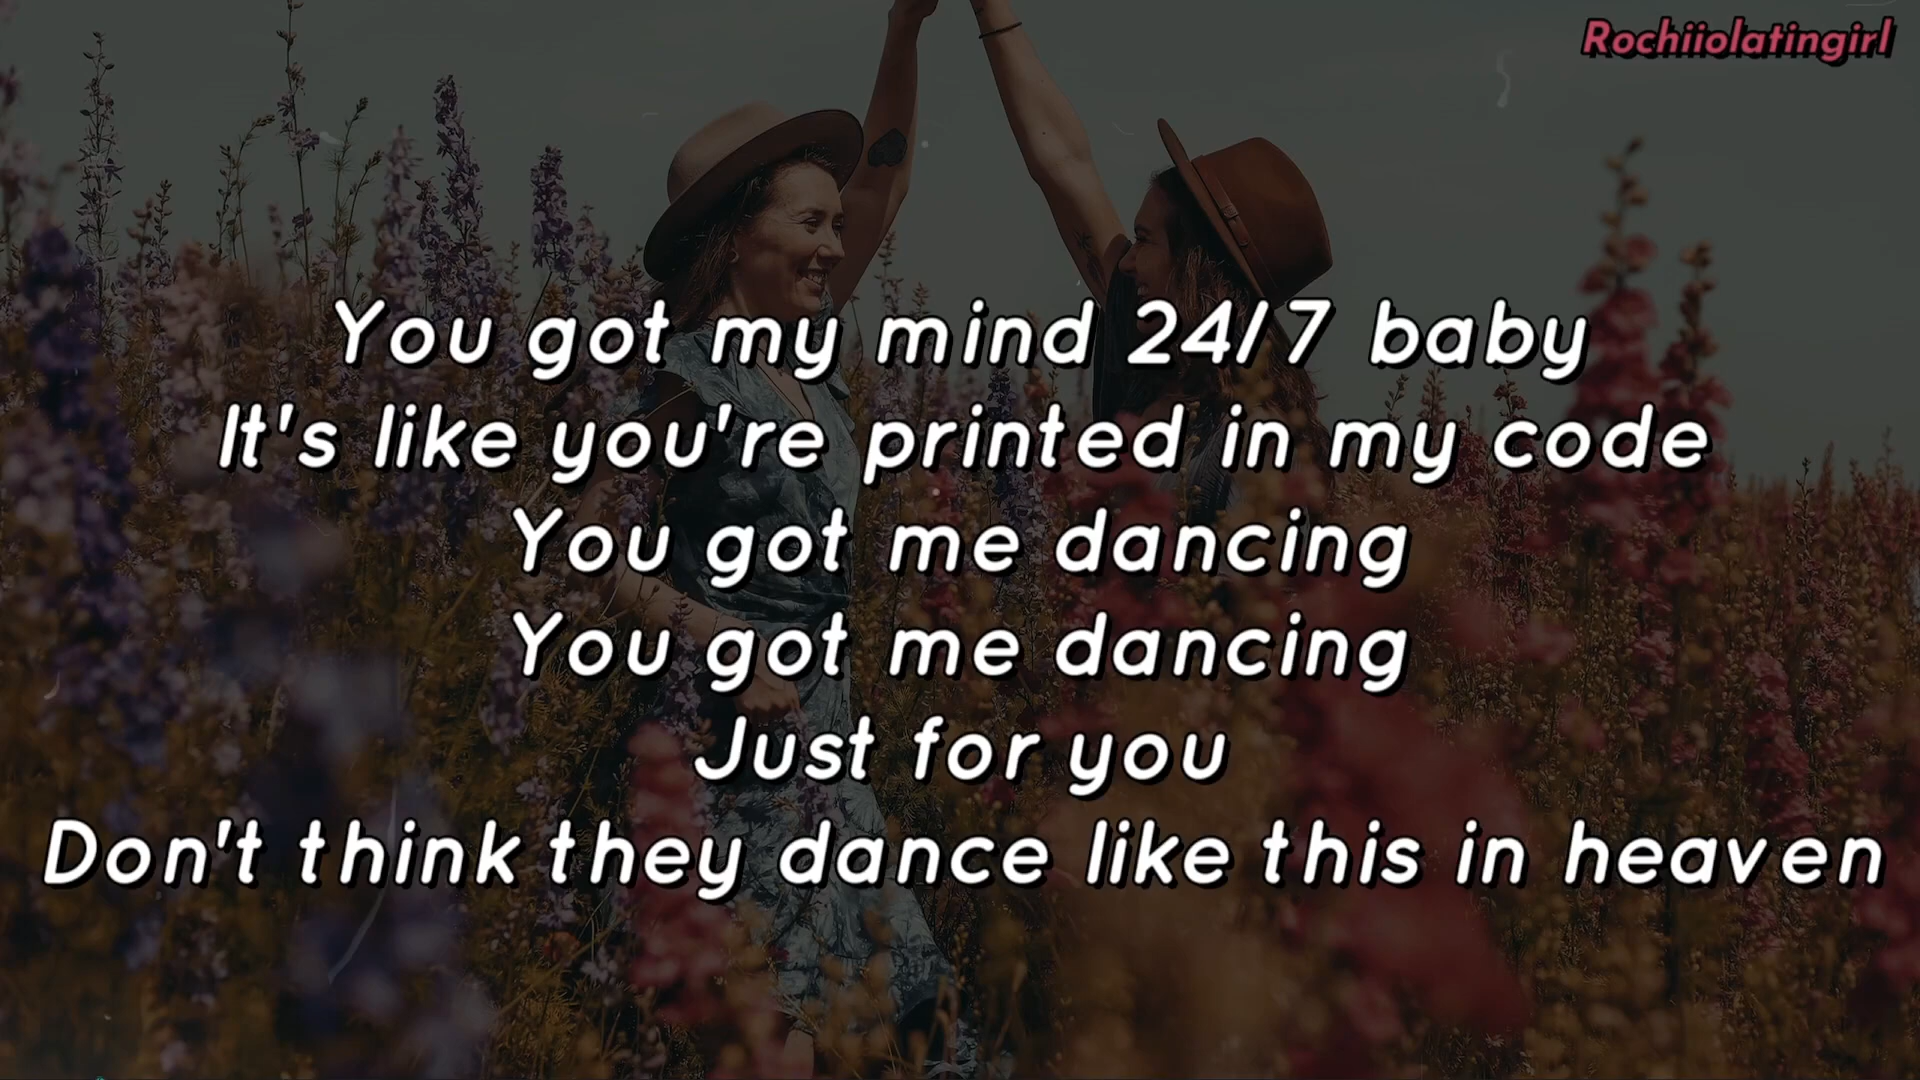 Rochiiolatingirl
You got my mind 24/7 baby
It's like you're printed in my code
You got me dancing
You got me dancing
Just for you
Don't think they dance like this in heaven